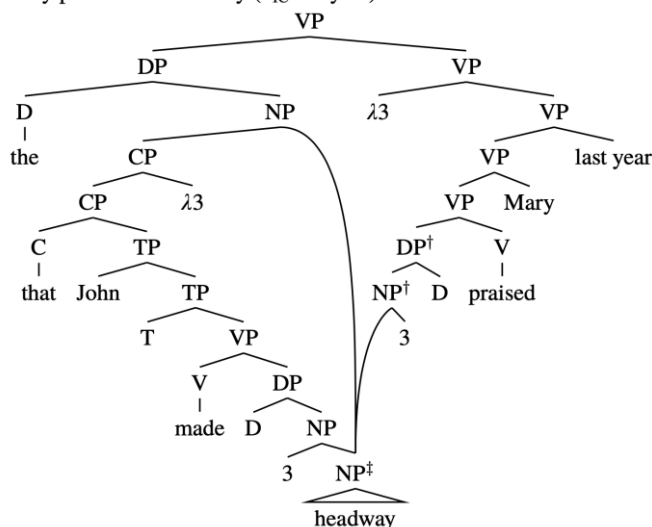 VP
DP VP
D NP λ3 VP
the CP VP last year
CP λ3 VP Mary
C TP DP† V
that John TP NP† D praised
T VP 3
V DP
made D NP
3 NP‡
headway